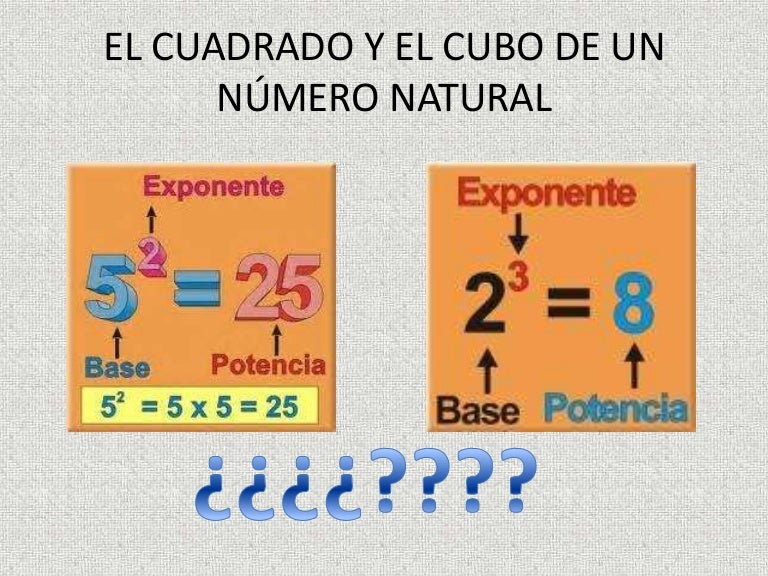 EL CUADRADO Y EL CUBO DE UN
NÚMERO NATURAL
Exponente
5² = 25
Base Potencia
5² = 5 x 5 = 25
Exponente
2³ = 8
Base Potencia
¿¿¿¿????